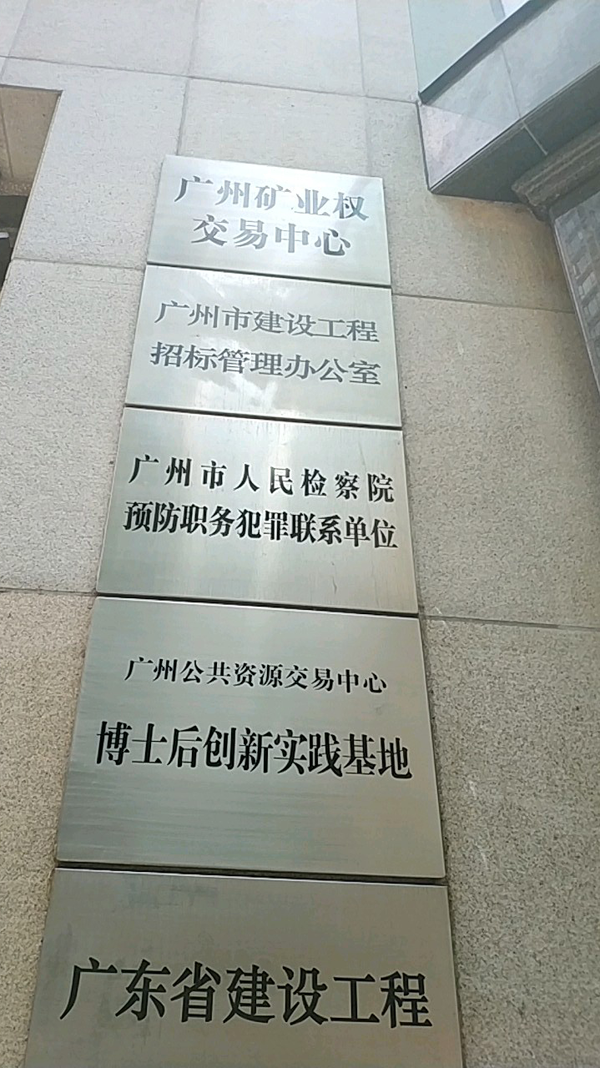 广州矿业权
交易中心
广州市建设工程
招标管理办公室
广州市人民检察院
预防职务犯罪联系单位
广州公共资源交易中心
博士后创新实践基地
广东省建设工程